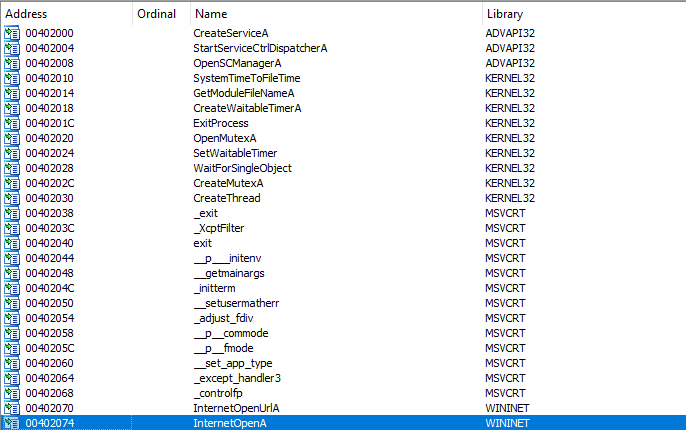 Address Ordinal Name Library
00402000 CreateServiceA ADVAPI32
00402004 StartServiceCtrlDispatcherA ADVAPI32
00402008 OpenSCManagerA ADVAPI32
00402010 SystemTimeToFileTime KERNEL32
00402014 GetModuleFileNameA KERNEL32
00402018 CreateWaitableTimerA KERNEL32
0040201C ExitProcess KERNEL32
00402020 OpenMutexA KERNEL32
00402024 SetWaitableTimer KERNEL32
00402028 WaitForSingleObject KERNEL32
0040202C CreateMutexA KERNEL32
00402030 CreateThread KERNEL32
00402038 _exit MSVCRT
0040203C _XcptFilter MSVCRT
00402040 exit MSVCRT
00402044 __p___initenv MSVCRT
00402048 __getmainargs MSVCRT
0040204C _initterm MSVCRT
00402050 __setusermatherr MSVCRT
00402054 _adjust_fdiv MSVCRT
00402058 __p__commode MSVCRT
0040205C __p__fmode MSVCRT
00402060 __set_app_type MSVCRT
00402064 _except_handler3 MSVCRT
00402068 _controlfp MSVCRT
00402070 InternetOpenUrlA WININET
00402074 InternetOpenA WININET